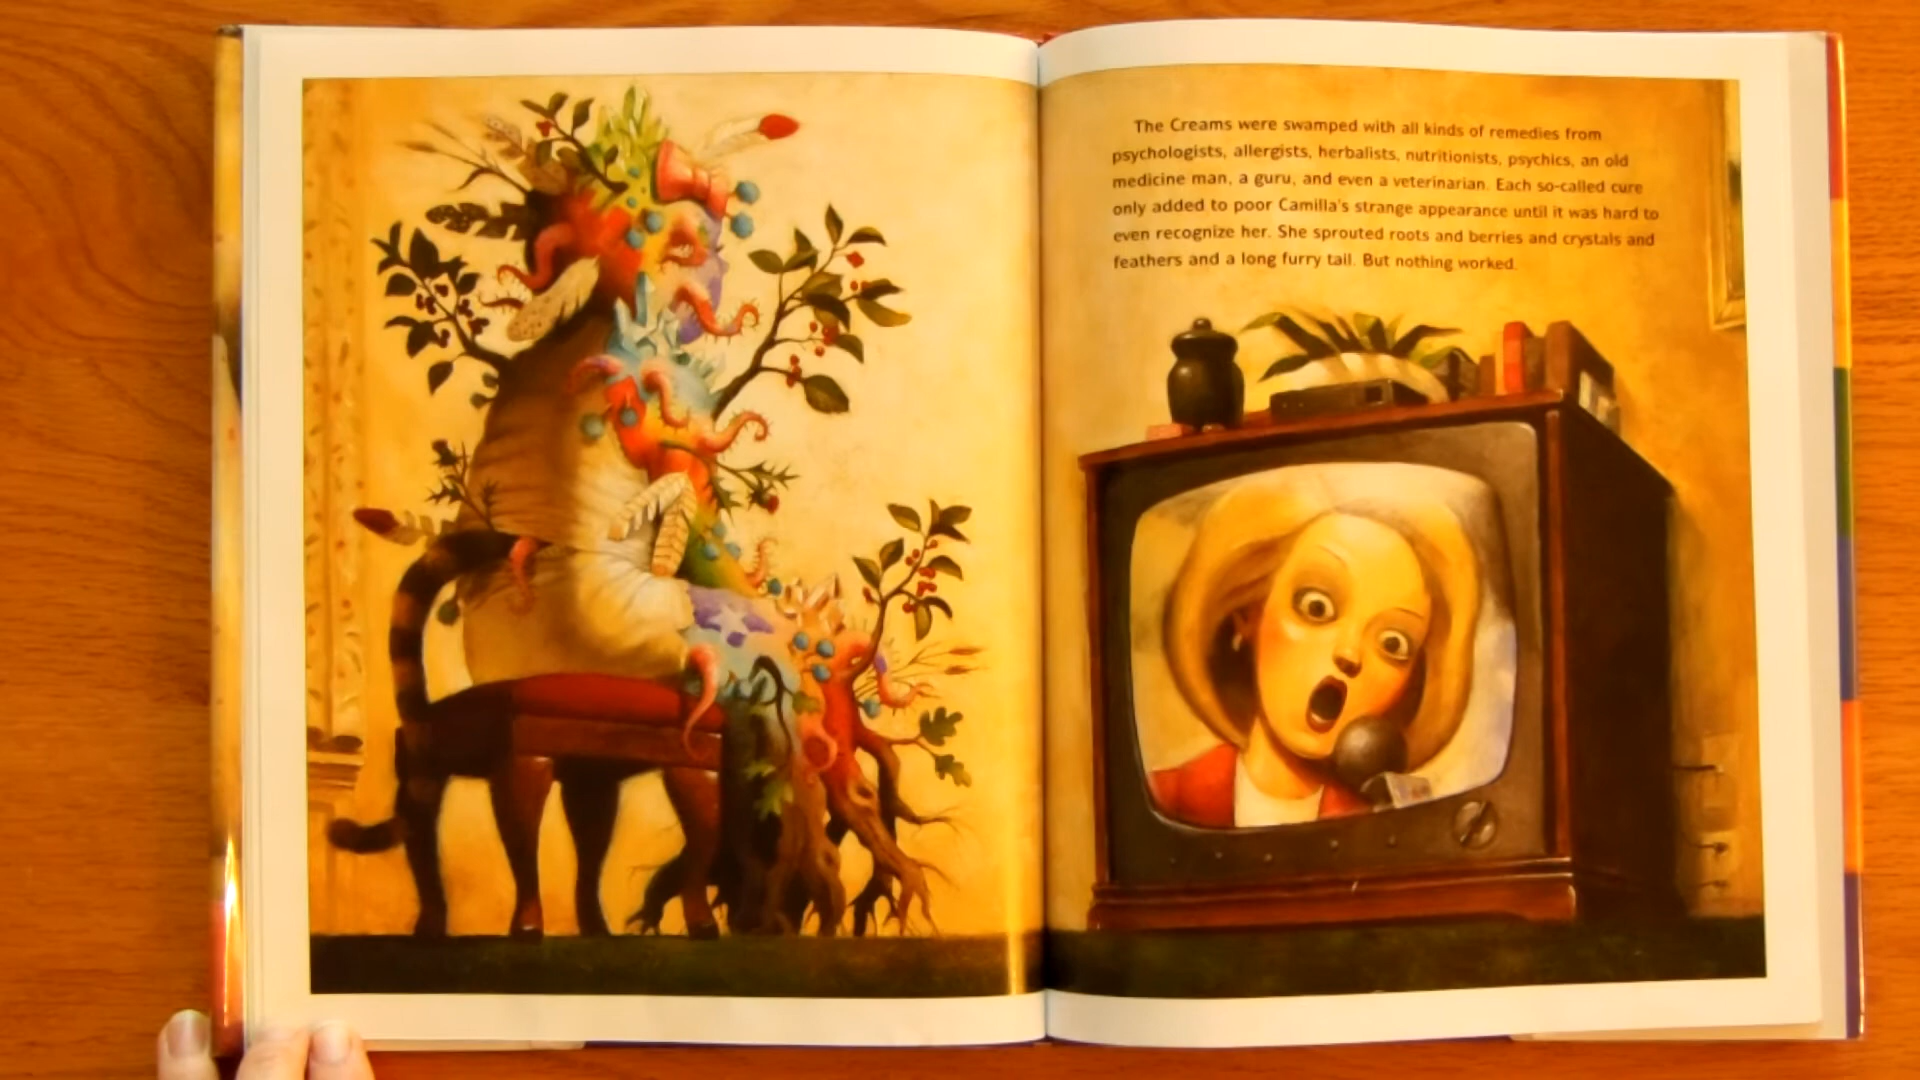 The Creams were swamped with all kinds of remedies from
psychologists, allergists, herbalists, nutritionists, psychics, an old
medicine man, a guru, and even a veterinarian. Each so-called cure
only added to poor Camilla's strange appearance until it was hard to
even recognize her. She sprouted roots and berries and crystals and
feathers and a long furry tail. But nothing worked.